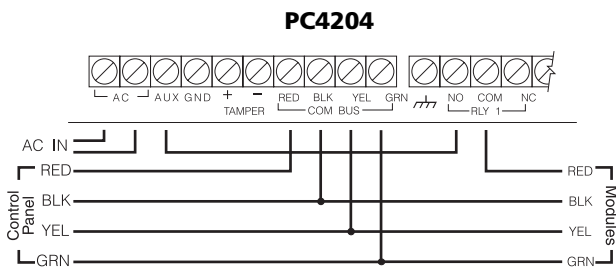 PC4204
AC AUX GND + − RED BLK YEL GRN NO COM NC
TAMPER COM BUS RLY 1
AC IN
RED RED
BLK BLK
YEL YEL
GRN GRN
Control
Panel
Modules